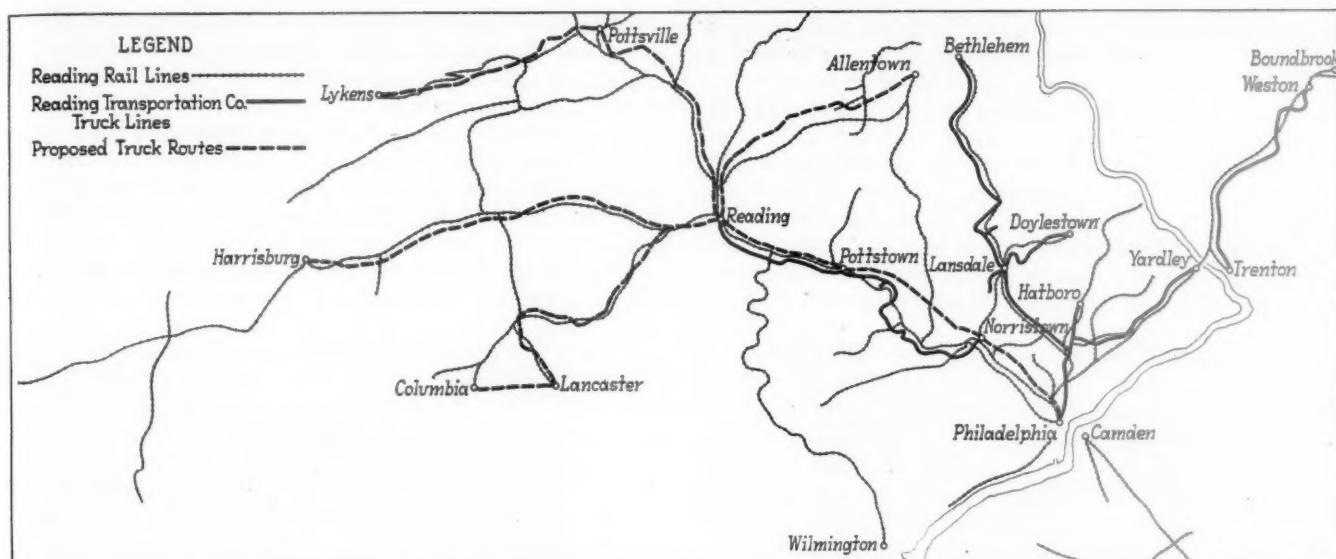 LEGEND
Reading Rail Lines
Reading Transportation Co.
Truck Lines
Proposed Truck Routes
Pottsville
Lykens
Allentown
Bethlehem
Boundbrook
Weston
Reading
Doylestown
Harrisburg
Pottstown
Lansdale
Yardley
Trenton
Hatboro
Norristown
Columbia
Lancaster
Philadelphia
Camden
Wilmington